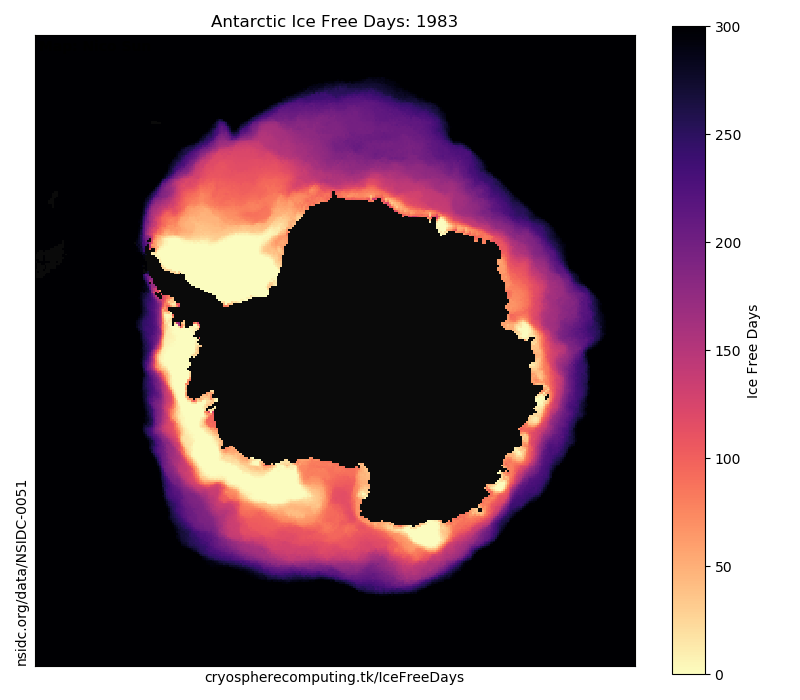 Antarctic Ice Free Days: 1983
300
250
200
150
100
50
0
Ice Free Days
nsidc.org/data/NSIDC-0051
cryospherecomputing.tk/IceFreeDays